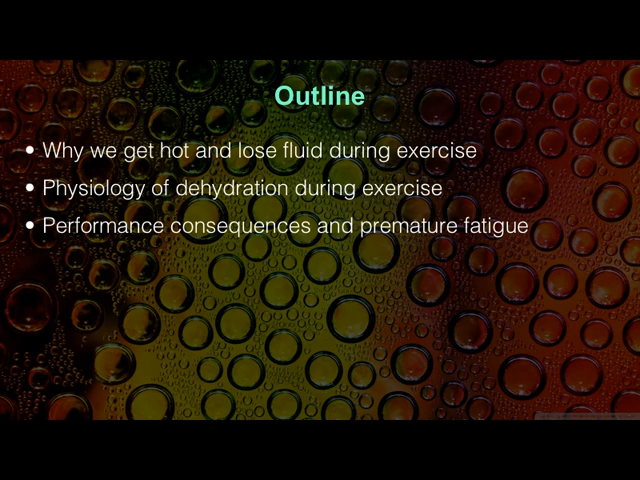 Outline
• Why we get hot and lose fluid during exercise
• Physiology of dehydration during exercise
• Performance consequences and premature fatigue